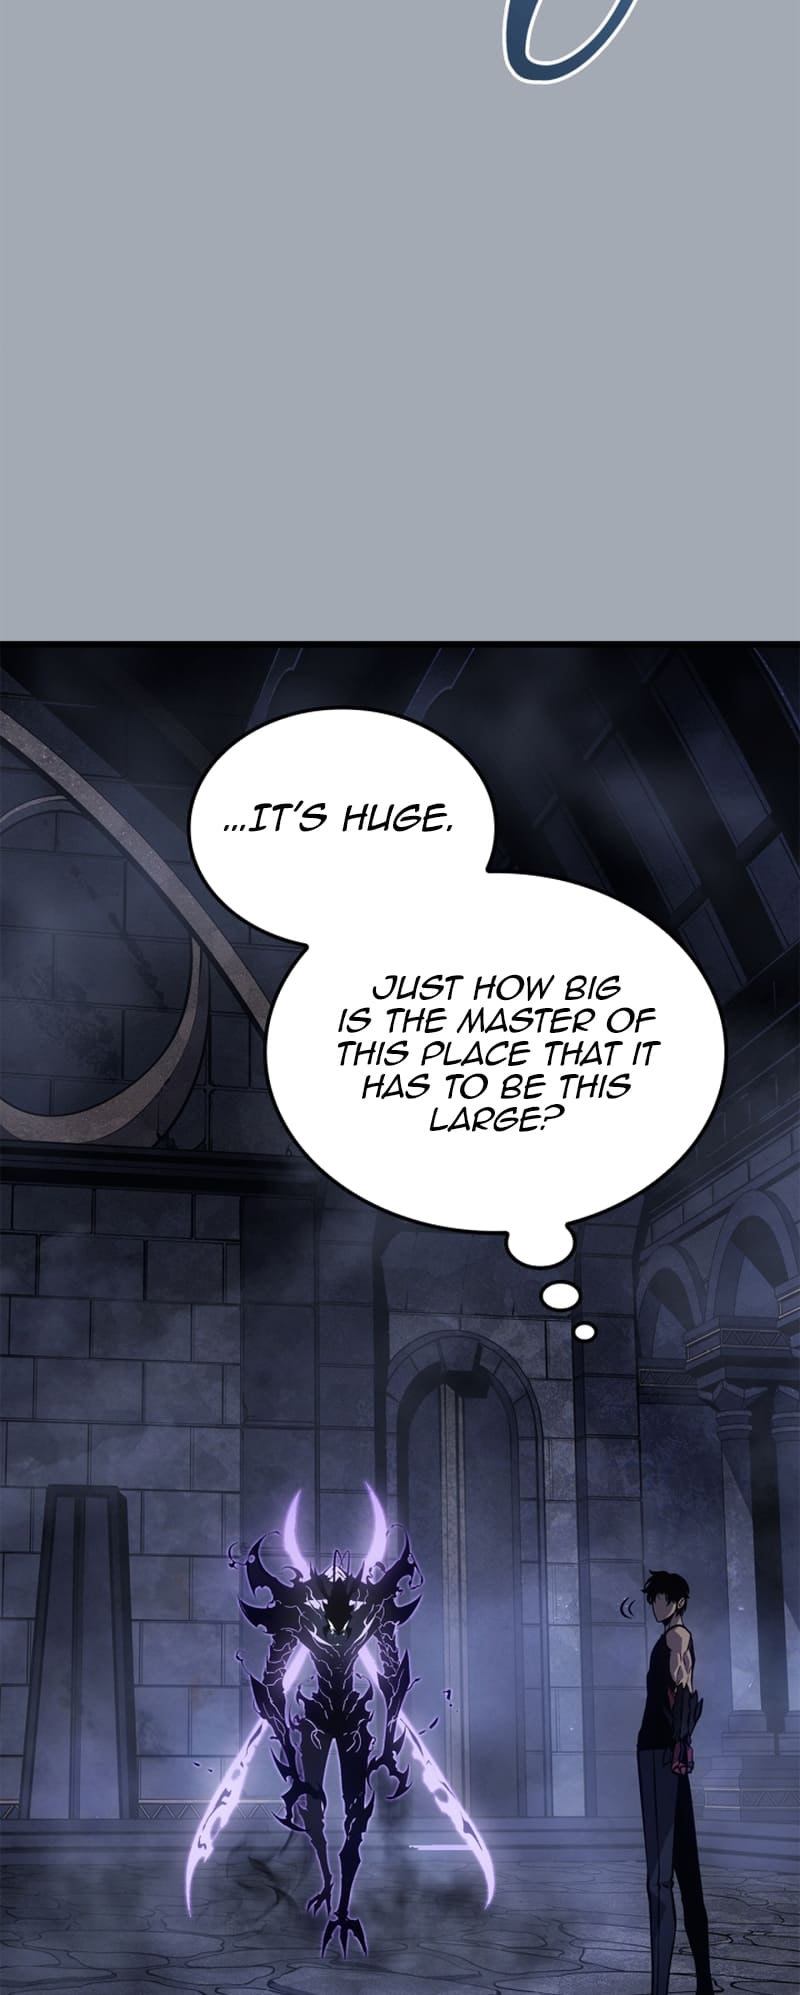 ...IT'S HUGE.
JUST HOW BIG
IS THE MASTER OF
THIS PLACE THAT IT
HAS TO BE THIS
LARGE?